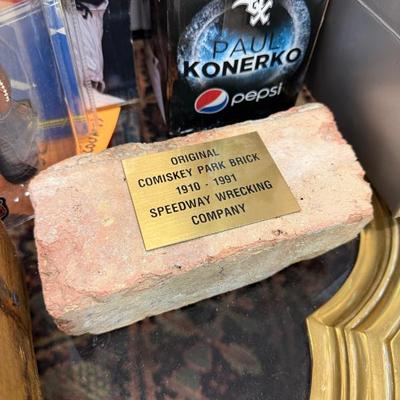 PAUL
KONERKO
pepsi
ORIGINAL
COMISKEY PARK BRICK
1910 - 1991
SPEEDWAY WRECKING
COMPANY